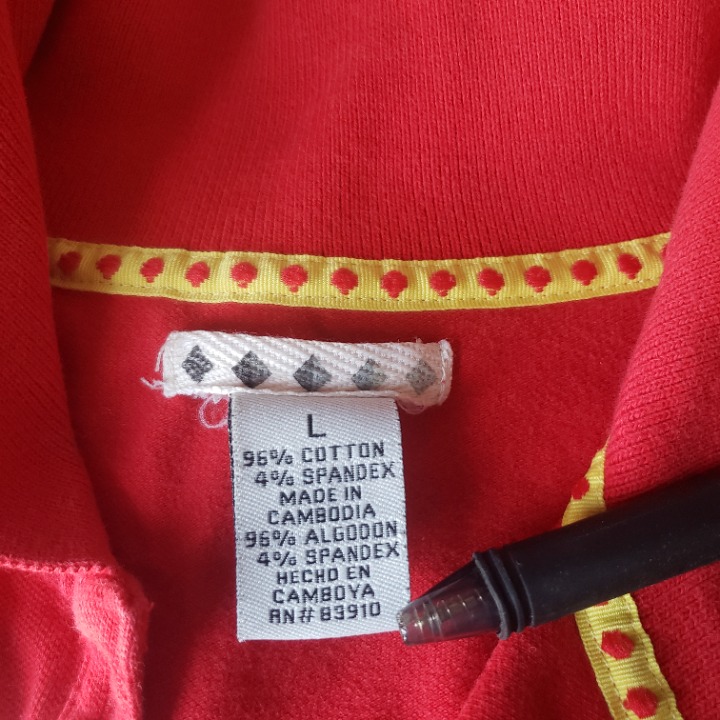 L
96% COTTON
4% SPANDEX
MADE IN
CAMBODIA
96% ALGODON
4% SPANDEX
HECHO EN
CAMBOYA
RN# 83910